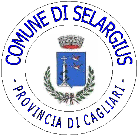 COMUNE DI SELARGIUS
- PROVINCIA DI CAGLIARI -